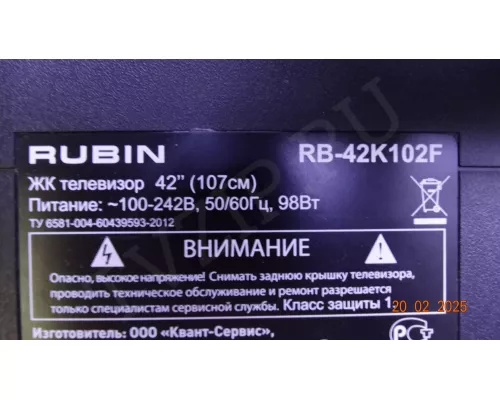 RUBIN RB-42K102F
ЖК телевизор 42” (107см)
Питание: ~100-242В, 50/60Гц, 98Вт
ТУ 6581-004-60439593-2012
ВНИМАНИЕ
Опасно, высокое напряжение! Снимать заднюю крышку телевизора,
проводить техническое обслуживание и ремонт разрешается
только специалистам сервисной службы. Класс защиты 1.
20 02 2025
Изготовитель: ООО «Квант-Сервис»,
VZIP.RU